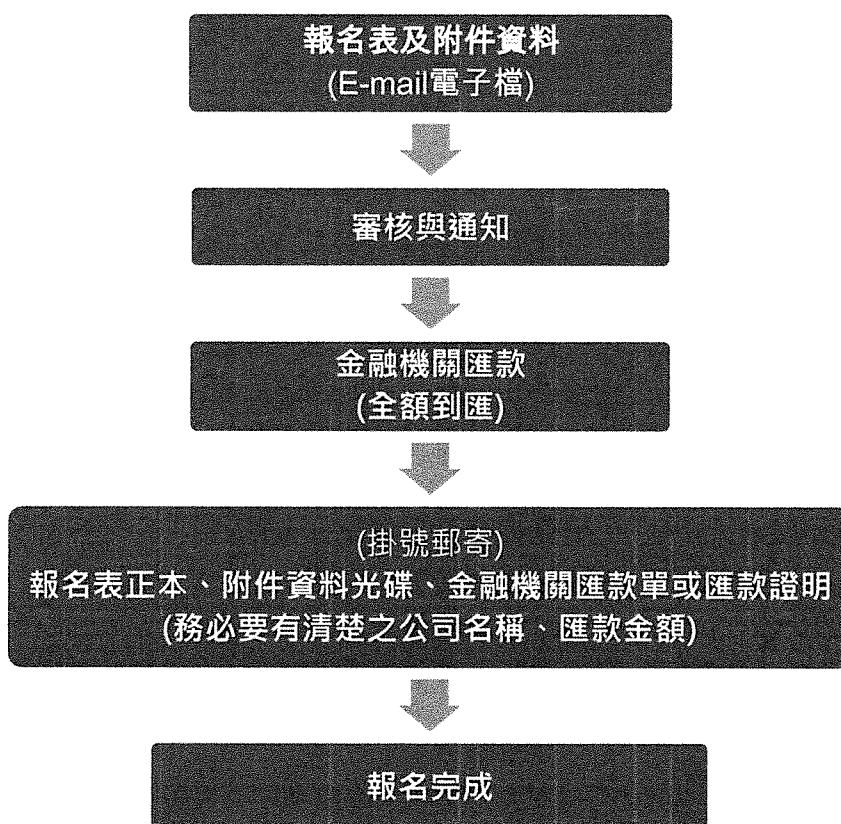 報名表及附件資料
(E-mail電子檔)
審核與通知
金融機關匯款
(全額到匯)
(掛號郵寄)
報名表正本、附件資料光碟、金融機關匯款單或匯款證明
(務必要有清楚之公司名稱、匯款金額)
報名完成